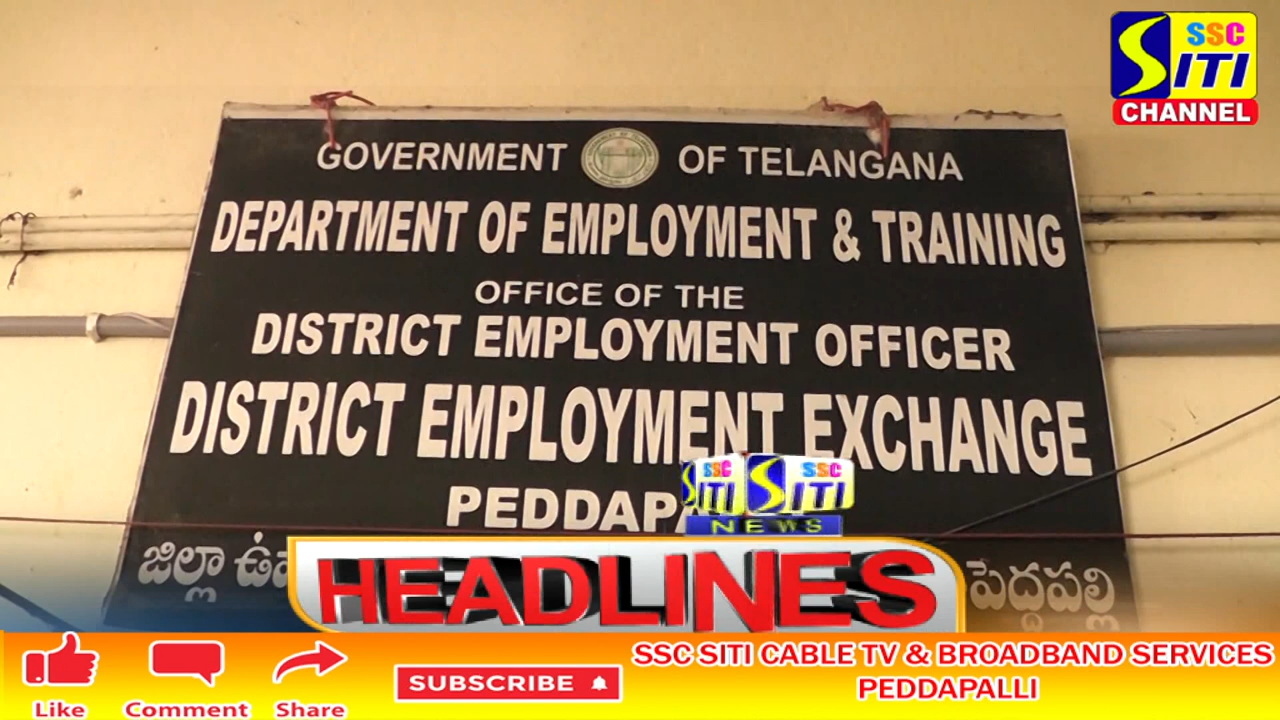 SSC
SITI
CHANNEL
GOVERNMENT OF TELANGANA
DEPARTMENT OF EMPLOYMENT & TRAINING
OFFICE OF THE
DISTRICT EMPLOYMENT OFFICER
DISTRICT EMPLOYMENT EXCHANGE
PEDDAPA
SSC SITI SSC SITI
NEWS
జిల్లా
పెద్దపల్లి
HEADLINES
Like Comment Share
SUBSCRIBE
SSC SITI CABLE TV & BROADBAND SERVICES
PEDDAPALLI